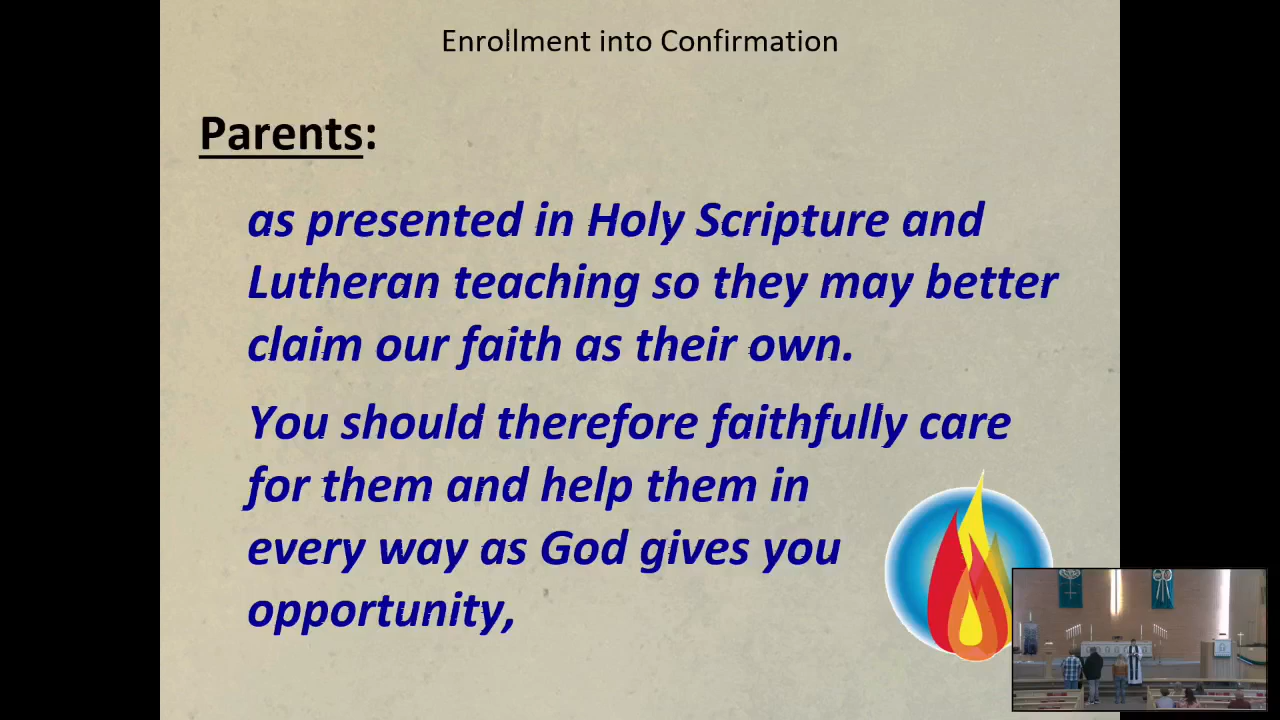 Enrollment into Confirmation
Parents:
as presented in Holy Scripture and
Lutheran teaching so they may better
claim our faith as their own.
You should therefore faithfully care
for them and help them in
every way as God gives you
opportunity,